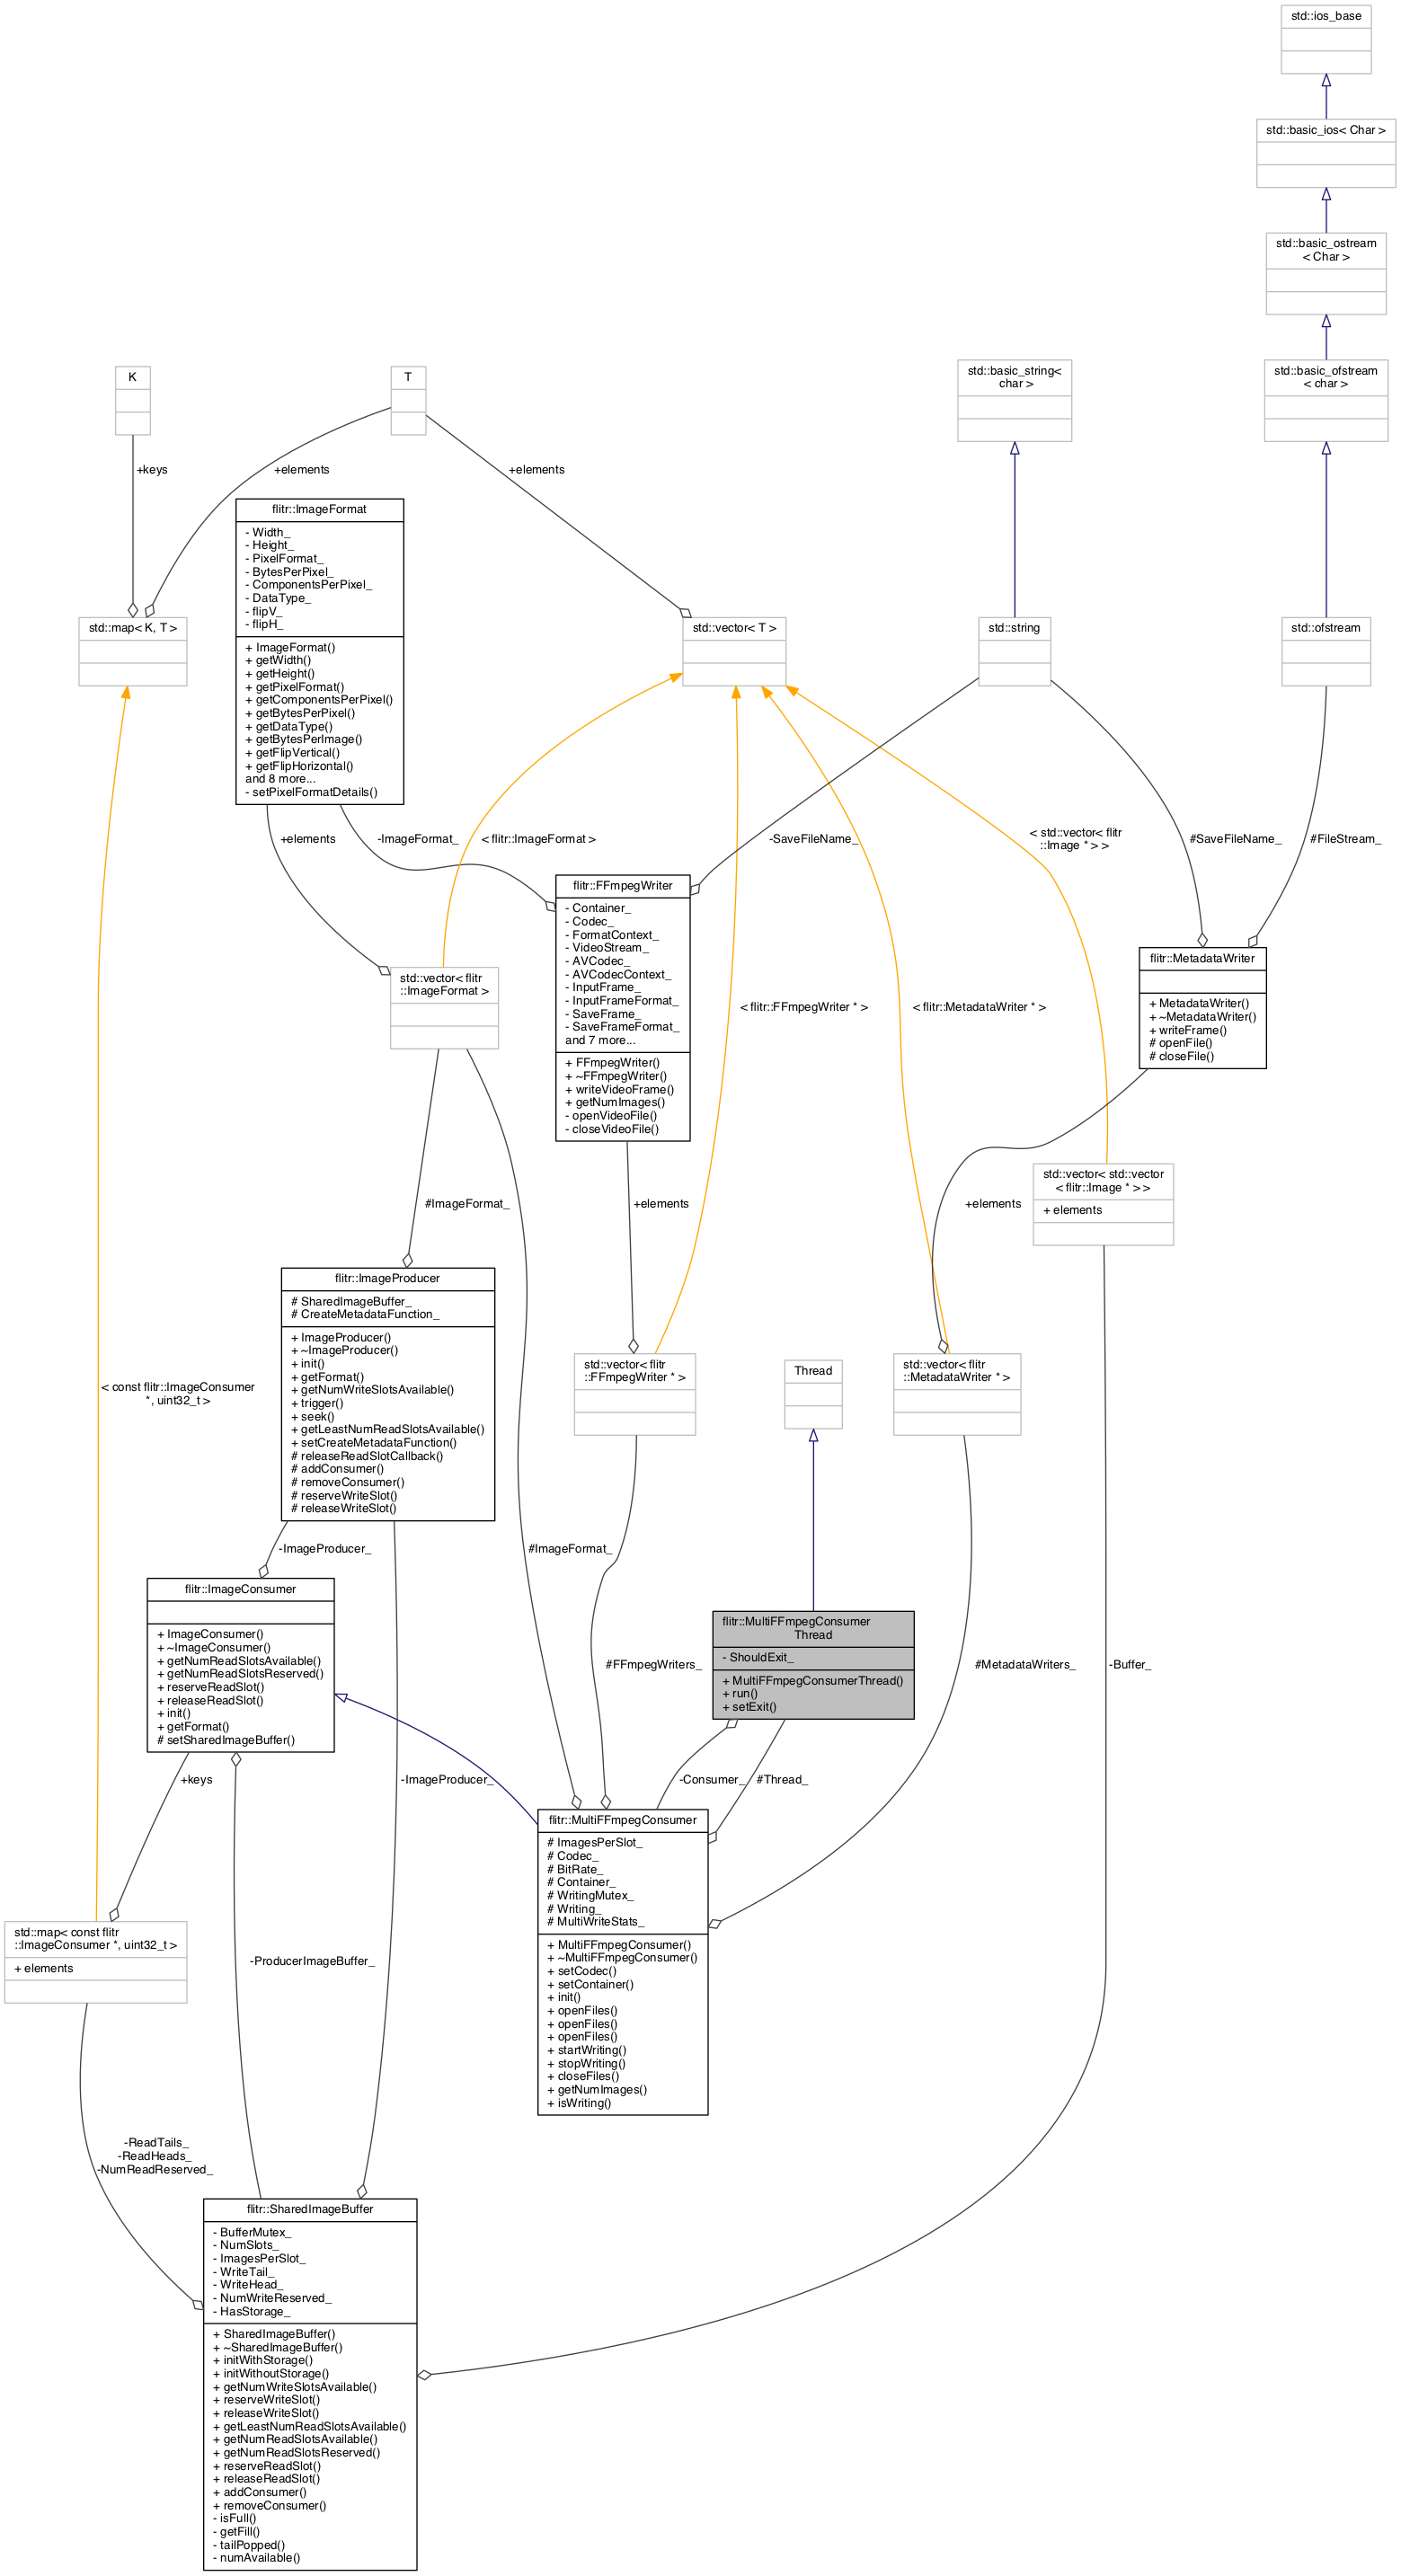 std::ios_base
std::basic_ios< Char >
std::basic_ostream
< Char >
K
T
std::basic_string<
char >
std::basic_ofstream
< char >
+keys
+elements
+elements
flitr::ImageFormat
- Width_
- Height_
- PixelFormat_
- BytesPerPixel_
- ComponentsPerPixel_
- DataType_
- flipV_
- flipH_
+ ImageFormat()
+ getWidth()
+ getHeight()
+ getPixelFormat()
+ getComponentsPerPixel()
+ getBytesPerPixel()
+ getDataType()
+ getBytesPerImage()
+ getFlipVertical()
+ getFlipHorizontal()
and 8 more...
- setPixelFormatDetails()
std::map< K, T >
std::vector< T >
std::string
std::ofstream
+elements
-ImageFormat_
< flitr::ImageFormat >
-SaveFileName_
< std::vector< flitr
::Image * > >
#SaveFileName_
#FileStream_
flitr::FFmpegWriter
- Container_
- Codec_
- FormatContext_
- VideoStream_
- AVCodec_
- AVCodecContext_
- InputFrame_
- InputFrameFormat_
- SaveFrame_
- SaveFrameFormat_
and 7 more...
+ FFmpegWriter()
+ ~FFmpegWriter()
+ writeVideoFrame()
+ getNumImages()
- openVideoFile()
- closeVideoFile()
std::vector< flitr
::ImageFormat >
< flitr::FFmpegWriter * >
< flitr::MetadataWriter * >
flitr::MetadataWriter
+ MetadataWriter()
+ ~MetadataWriter()
+ writeFrame()
# openFile()
# closeFile()
#ImageFormat_
+elements
+elements
std::vector< std::vector
< flitr::Image * > >
+ elements
flitr::ImageProducer
# SharedImageBuffer_
# CreateMetadataFunction_
+ ImageProducer()
+ ~ImageProducer()
+ init()
+ getFormat()
+ getNumWriteSlotsAvailable()
+ trigger()
+ seek()
+ getLeastNumReadSlotsAvailable()
+ setCreateMetadataFunction()
# releaseReadSlotCallback()
# addConsumer()
# removeConsumer()
# reserveWriteSlot()
# releaseWriteSlot()
< const flitr::ImageConsumer
*, uint32_t >
std::vector< flitr
::FFmpegWriter * >
Thread
std::vector< flitr
::MetadataWriter * >
-ImageProducer_
#ImageFormat_
flitr::ImageConsumer
+ ImageConsumer()
+ ~ImageConsumer()
+ getNumReadSlotsAvailable()
+ getNumReadSlotsReserved()
+ reserveReadSlot()
+ releaseReadSlot()
+ init()
+ getFormat()
# setSharedImageBuffer()
#FFmpegWriters_
flitr::MultiFFmpegConsumer
Thread
- ShouldExit_
+ MultiFFmpegConsumerThread()
+ run()
+ setExit()
#MetadataWriters_
-Buffer_
+keys
-ImageProducer_
-Consumer_
#Thread_
flitr::MultiFFmpegConsumer
# ImagesPerSlot_
# Codec_
# BitRate_
# Container_
# WritingMutex_
# Writing_
# MultiWriteStats_
+ MultiFFmpegConsumer()
+ ~MultiFFmpegConsumer()
+ setCodec()
+ setContainer()
+ init()
+ openFiles()
+ openFiles()
+ openFiles()
+ startWriting()
+ stopWriting()
+ closeFiles()
+ getNumImages()
+ isWriting()
std::map< const flitr
::ImageConsumer *, uint32_t >
+ elements
-ProducerImageBuffer_
-ReadTails_
-ReadHeads_
-NumReadReserved_
flitr::SharedImageBuffer
- BufferMutex_
- NumSlots_
- ImagesPerSlot_
- WriteTail_
- WriteHead_
- NumWriteReserved_
- HasStorage_
+ SharedImageBuffer()
+ ~SharedImageBuffer()
+ initWithStorage()
+ initWithoutStorage()
+ getNumWriteSlotsAvailable()
+ reserveWriteSlot()
+ releaseWriteSlot()
+ getLeastNumReadSlotsAvailable()
+ getNumReadSlotsAvailable()
+ getNumReadSlotsReserved()
+ reserveReadSlot()
+ releaseReadSlot()
+ addConsumer()
+ removeConsumer()
- isFull()
- getFill()
- tailPopped()
- numAvailable()